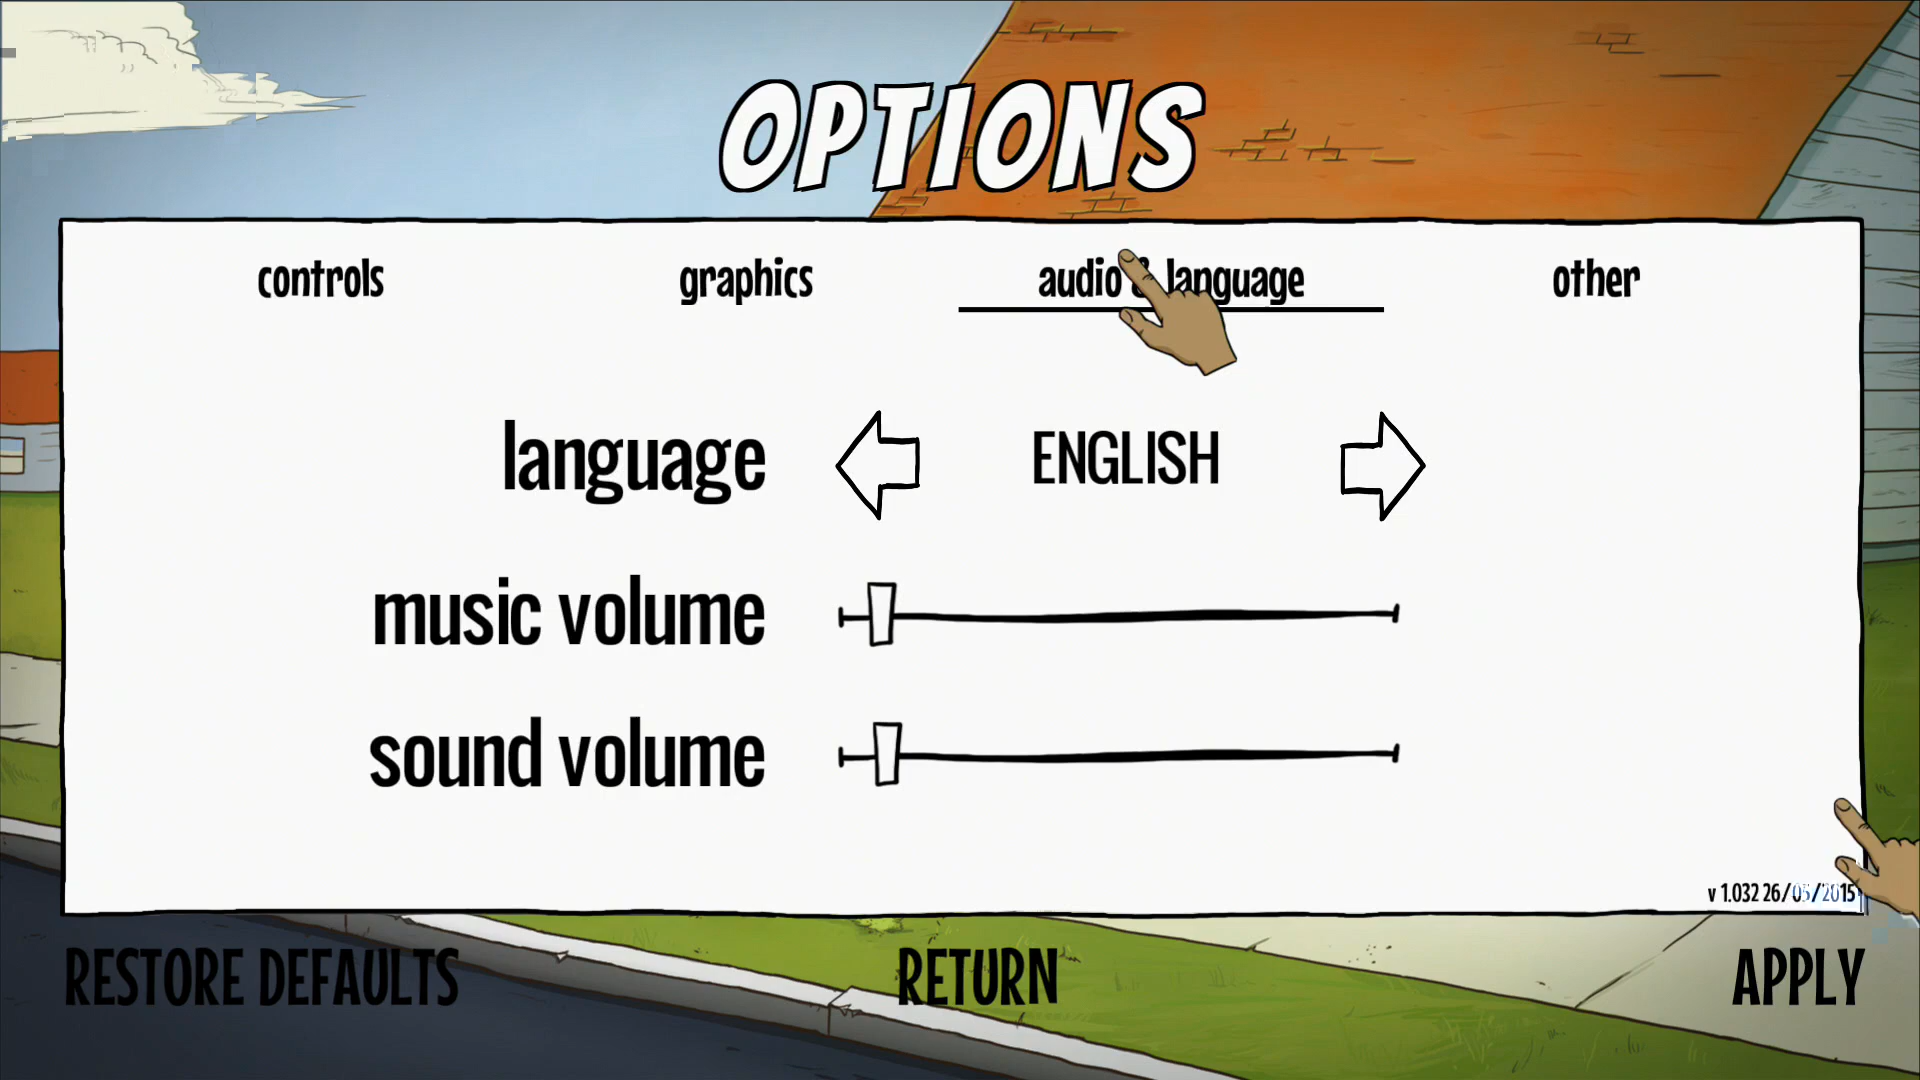 OPTIONS
controls graphics audio & language other
language ENGLISH
music volume
sound volume
v 1.032 26/05/2015
RESTORE DEFAULTS RETURN APPLY